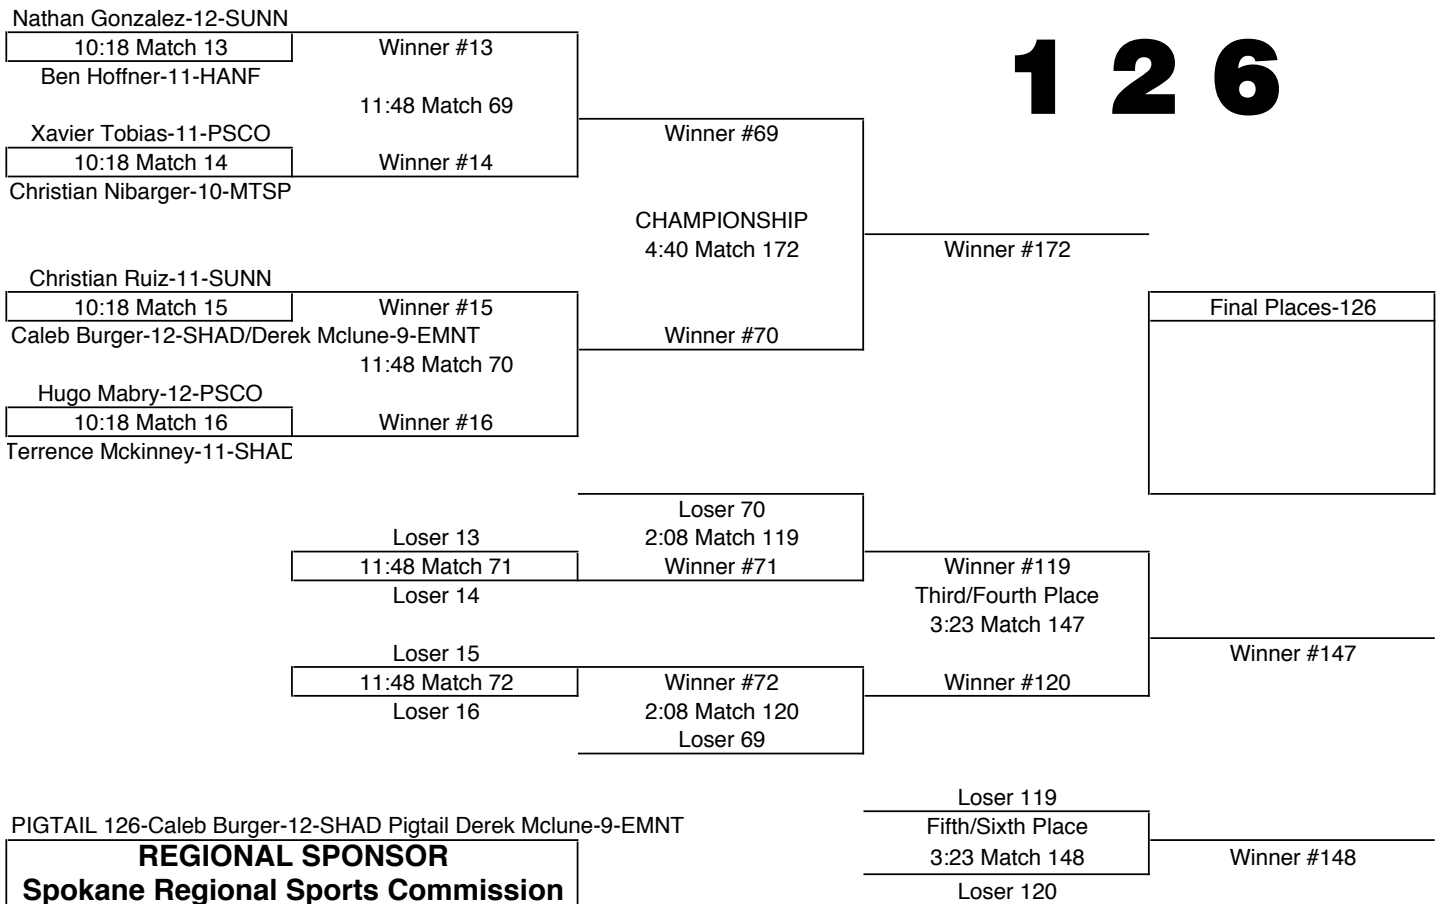 Nathan Gonzalez-12-SUNN
10:18 Match 13
Winner #13
Ben Hoffner-11-HANF
11:48 Match 69
1 2 6
Xavier Tobias-11-PSCO
Winner #69
10:18 Match 14
Winner #14
Christian Nibarger-10-MTSP
CHAMPIONSHIP
4:40 Match 172
Winner #172
Christian Ruiz-11-SUNN
10:18 Match 15
Winner #15
Final Places-126
Caleb Burger-12-SHAD/Derek Mclune-9-EMNT
Winner #70
11:48 Match 70
Hugo Mabry-12-PSCO
10:18 Match 16
Winner #16
Terrence Mckinney-11-SHAD
Loser 70
Loser 13
2:08 Match 119
11:48 Match 71
Winner #71
Winner #119
Loser 14
Third/Fourth Place
3:23 Match 147
Loser 15
Winner #147
11:48 Match 72
Winner #72
Winner #120
Loser 16
2:08 Match 120
Loser 69
Loser 119
PIGTAIL 126-Caleb Burger-12-SHAD Pigtail Derek Mclune-9-EMNT
Fifth/Sixth Place
REGIONAL SPONSOR
3:23 Match 148
Winner #148
Spokane Regional Sports Commission
Loser 120